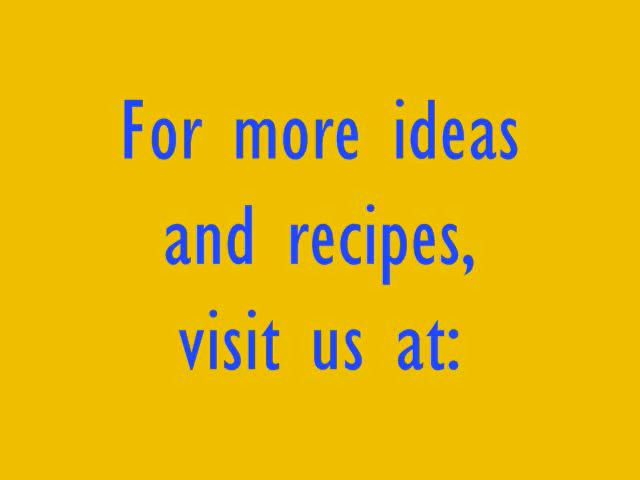 For more ideas
and recipes,
visit us at: